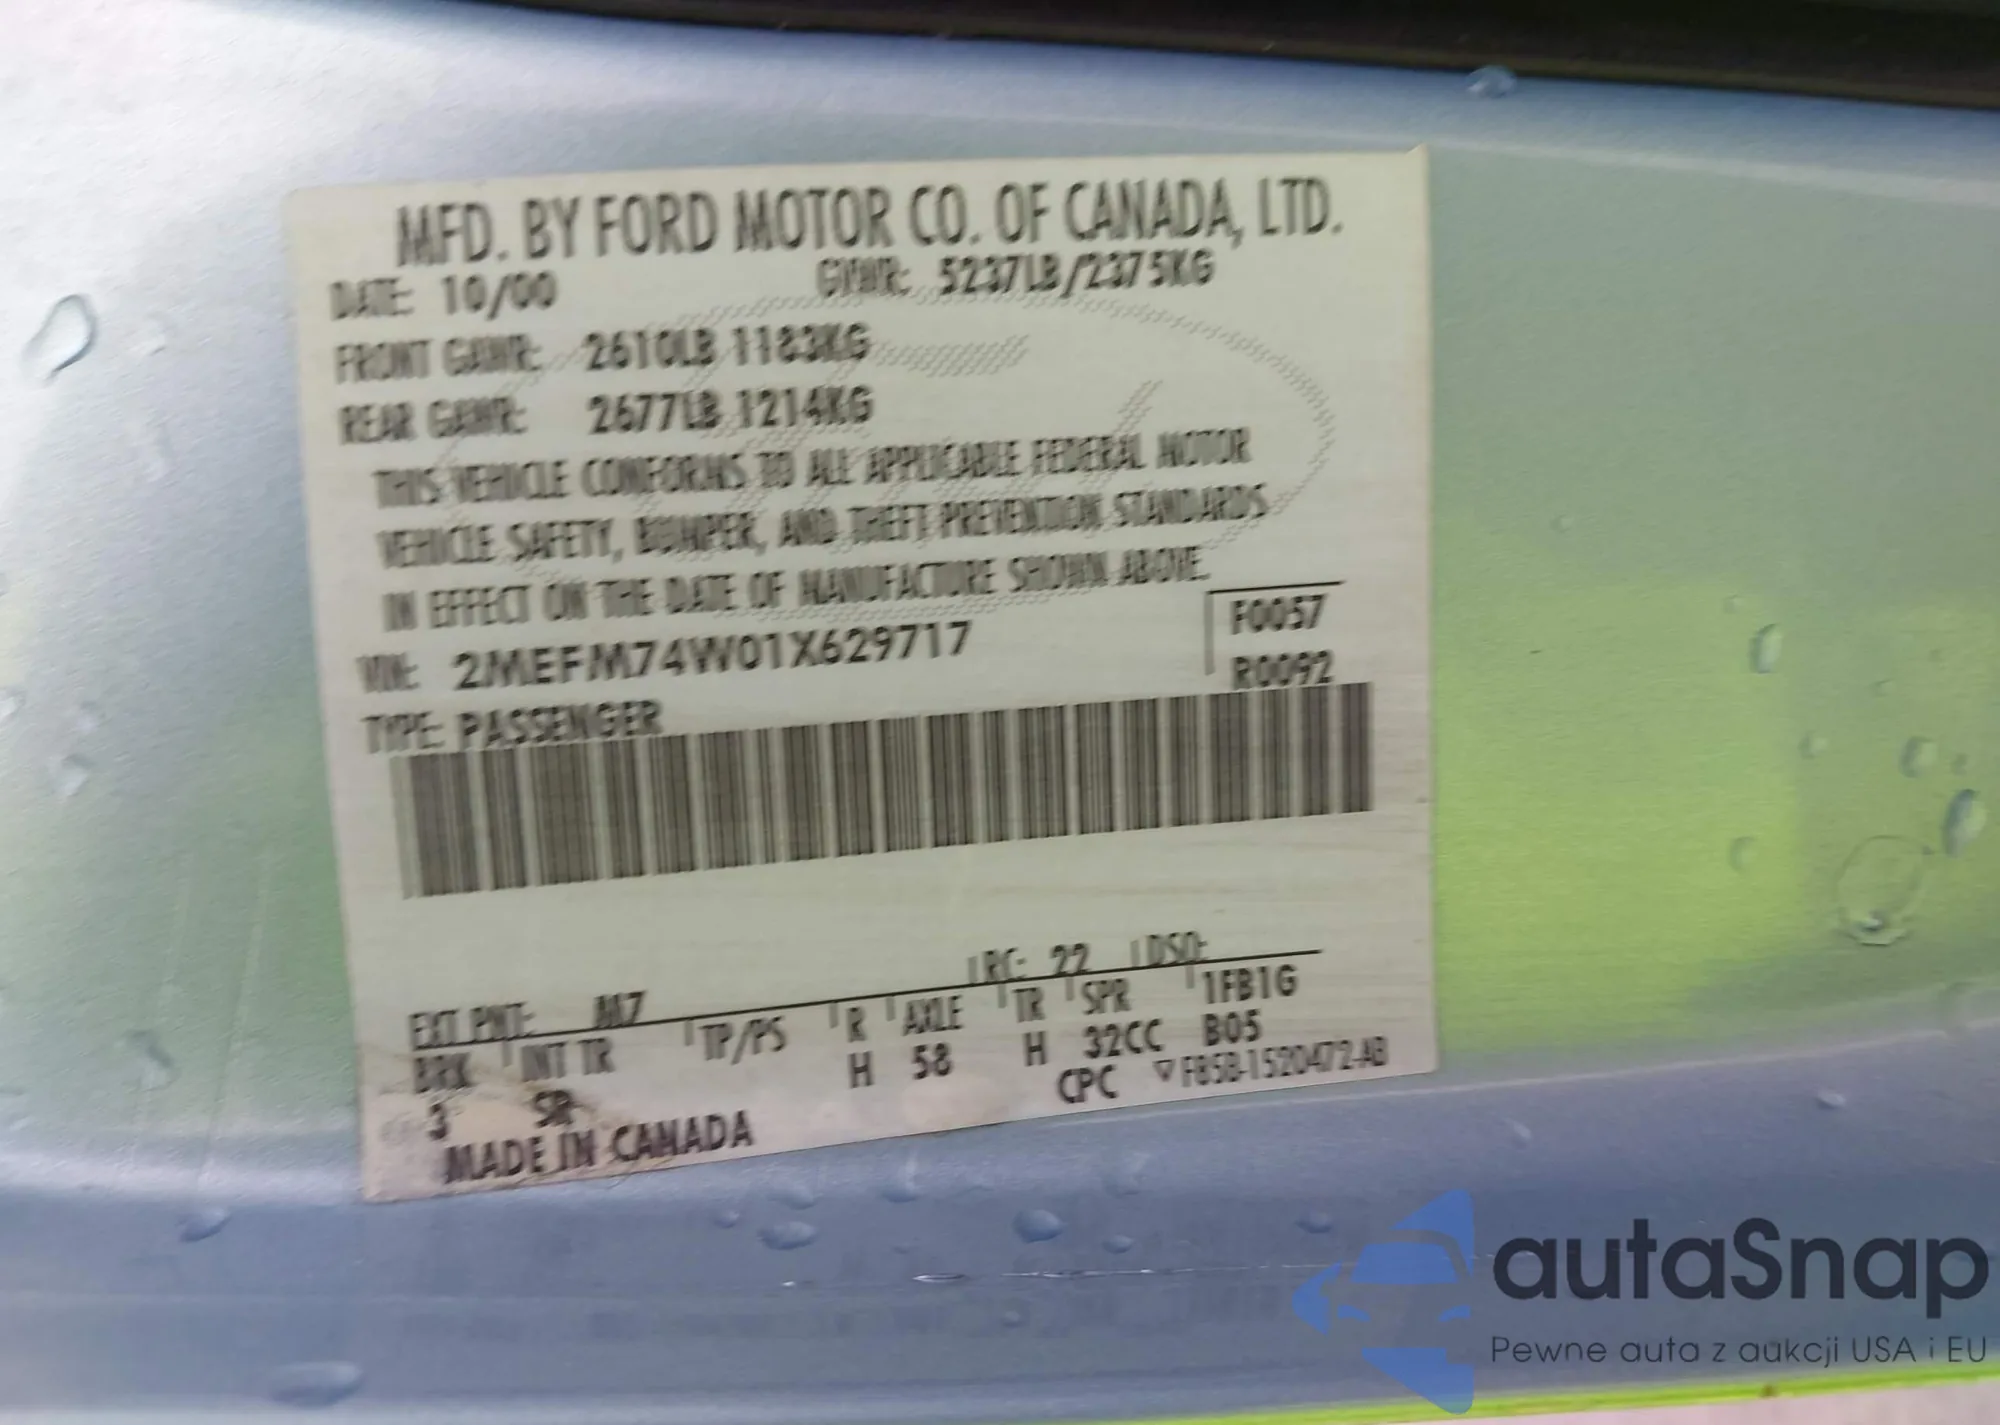 MFD. BY FORD MOTOR CO. OF CANADA, LTD.
DATE: 10/00 GVWR: 5237LB/2375KG
FRONT GAWR: 2610LB 1183KG
REAR GAWR: 2677LB 1214KG
THIS VEHICLE CONFORMS TO ALL APPLICABLE FEDERAL MOTOR
VEHICLE SAFETY, BUMPER, AND THEFT PREVENTION STANDARDS
IN EFFECT ON THE DATE OF MANUFACTURE SHOWN ABOVE.
VIN: 2MEFM74W01X629717
F0057
R0092
TYPE: PASSENGER
EXT PNT: M7 RC: 22 DSO:
BRK INT TR TP/PS R AXLE TR SPR 1FB1G
3 SR H 58 H 32CC B05
MADE IN CANADA CPC ▽ F85B-1520472-AB
autaSnap
Pewne auta z aukcji USA i EU